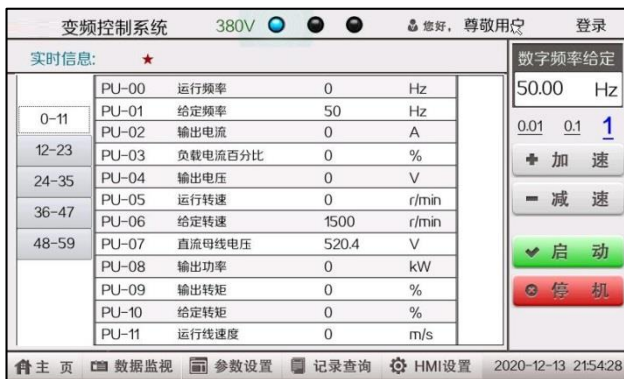 变频控制系统 380V 您好, 尊敬用户 登录
实时信息: ★ 数字频率给定
50.00 Hz
0.01 0.1 1
加 速
减 速
启 动
停 机
0-11
12-23
24-35
36-47
48-59
PU-00 运行频率 0 Hz
PU-01 给定频率 50 Hz
PU-02 输出电流 0 A
PU-03 负载电流百分比 0 %
PU-04 输出电压 0 V
PU-05 运行转速 0 r/min
PU-06 给定转速 1500 r/min
PU-07 直流母线电压 520.4 V
PU-08 输出功率 0 kW
PU-09 输出转矩 0 %
PU-10 给定转矩 0 %
PU-11 运行线速度 0 m/s
主 页 数据监视 参数设置 记录查询 HMI设置 2020-12-13 21:54:28